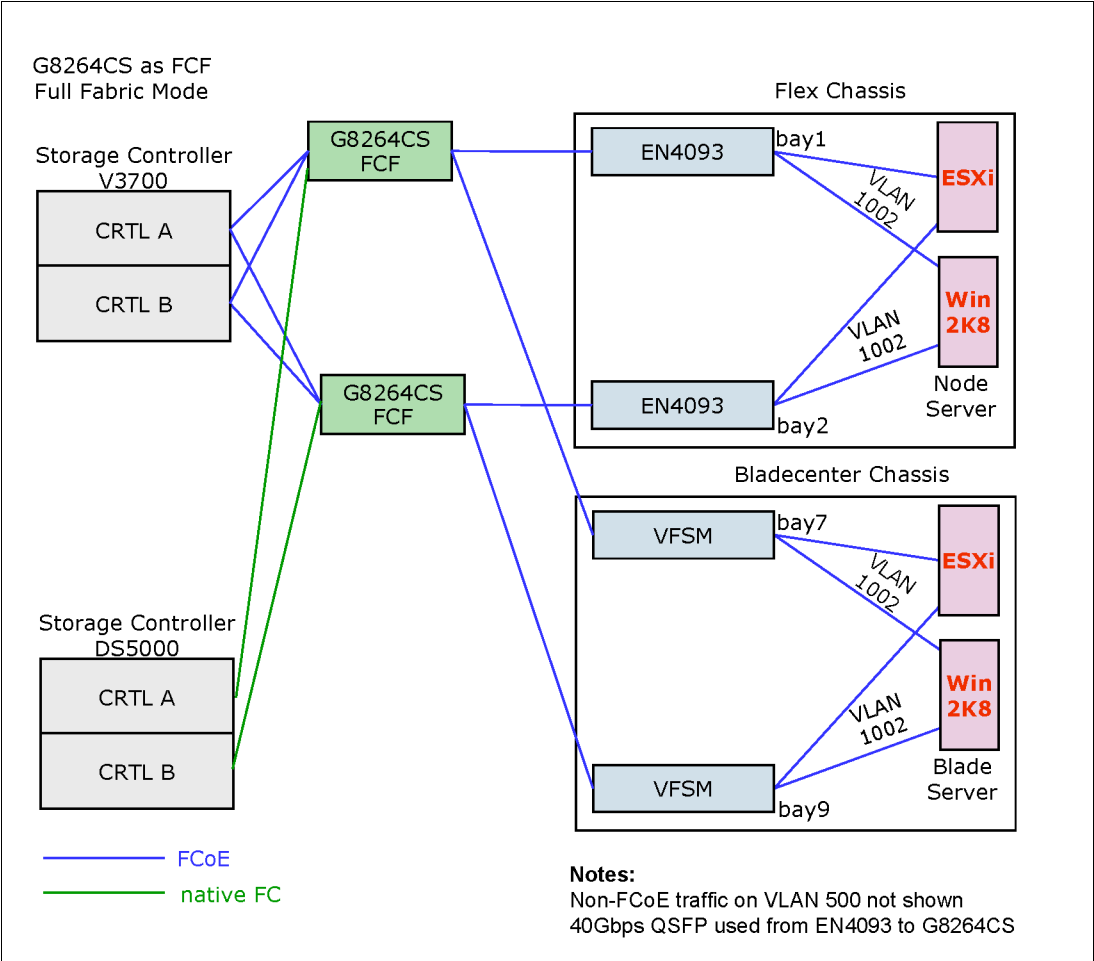 G8264CS as FCF
Full Fabric Mode
Storage Controller
V3700
CRTL A
CRTL B
G8264CS
FCF
G8264CS
FCF
Storage Controller
DS5000
CRTL A
CRTL B
FCoE
native FC
Flex Chassis
EN4093
bay1
VLAN
1002
ESXi
Win
2K8
VLAN
1002
Node
Server
EN4093
bay2
Bladecenter Chassis
VFSM
bay7
VLAN
1002
ESXi
Win
2K8
VLAN
1002
Blade
Server
VFSM
bay9
Notes:
Non-FCoE traffic on VLAN 500 not shown
40Gbps QSFP used from EN4093 to G8264CS